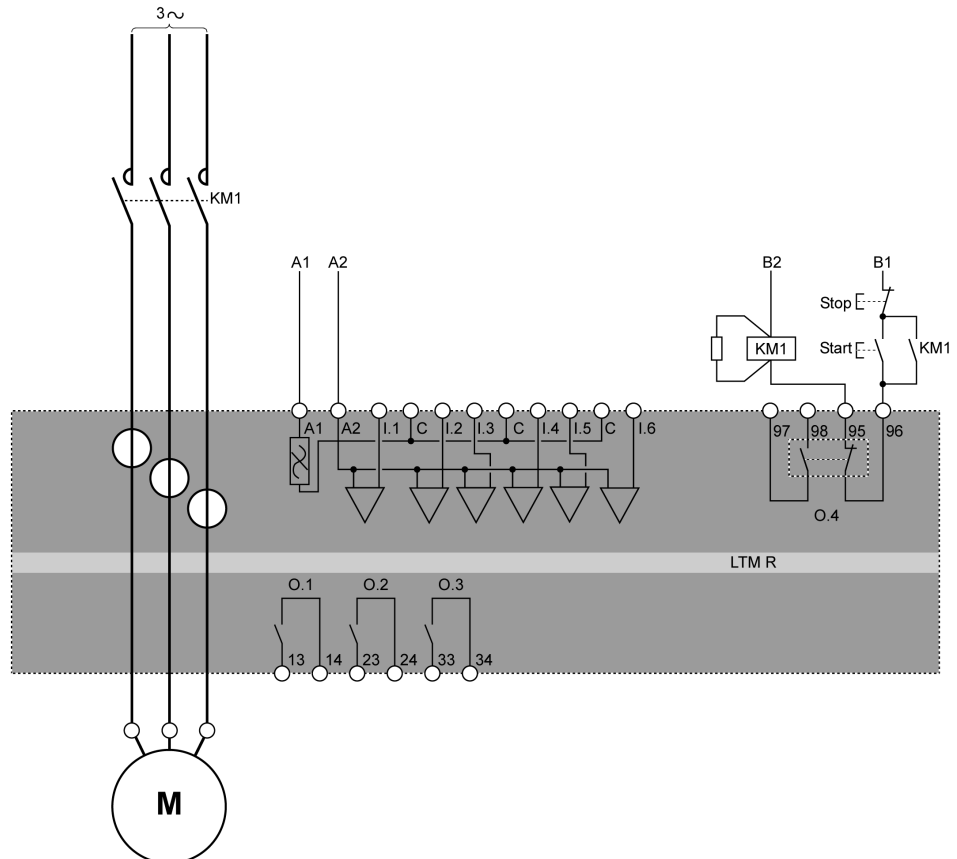 3~
KM1
A1 A2 B2 B1
Stop
KM1 Start KM1
A1 A2 I.1 C I.2 I.3 C I.4 I.5 C I.6 97 98 95 96
O.4
LTM R
O.1 O.2 O.3
13 14 23 24 33 34
M